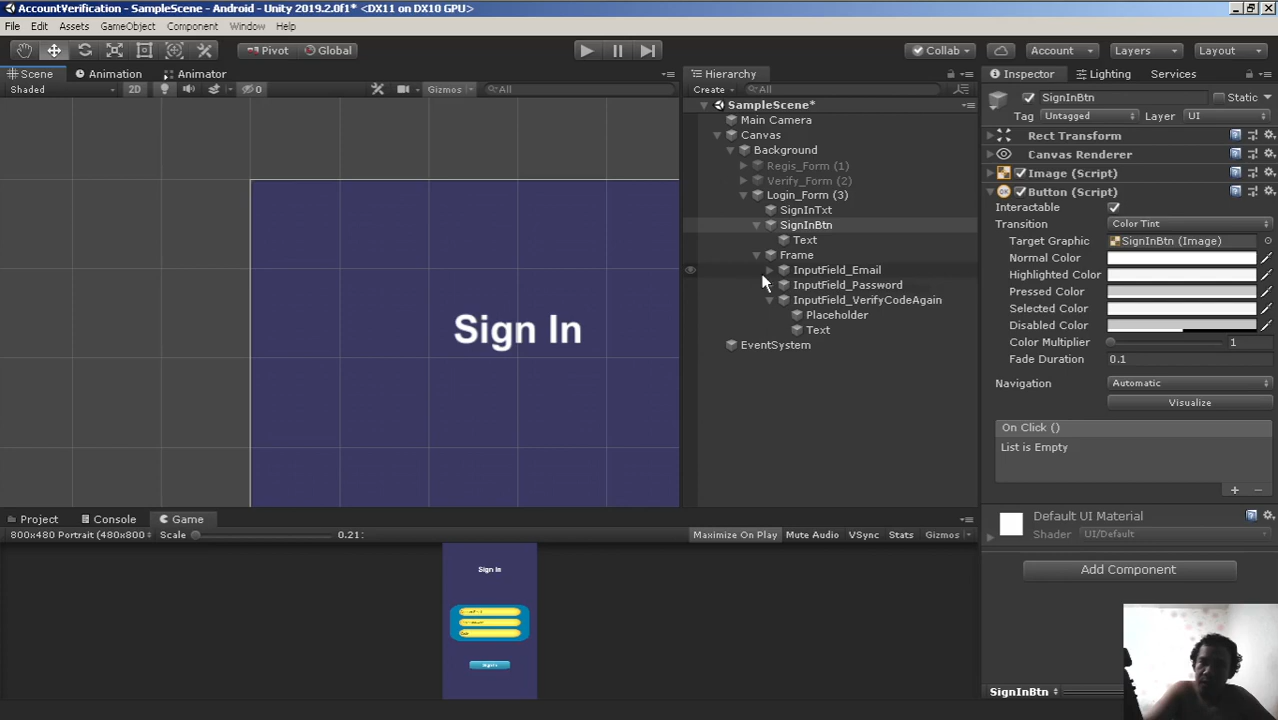 AccountVerification - SampleScene - Android - Unity 2019.2.0f1* <DX11 on DX10 GPU>
File Edit Assets GameObject Component Window Help
Pivot Global Collab Account Layers Layout
Scene Animation Animator
Shaded 2D 0 Gizmos All
Hierarchy
Create All
SampleScene*
Main Camera
Canvas
Background
Regis_Form (1)
Verify_Form (2)
Login_Form (3)
SignInTxt
SignInBtn
Text
Frame
InputField_Email
InputField_Password
InputField_VerifyCodeAgain
Placeholder
Text
EventSystem
Sign In
Inspector Lighting Services
SignInBtn Static
Tag Untagged Layer UI
Rect Transform
Canvas Renderer
Image (Script)
Button (Script)
Interactable
Transition Color Tint
Target Graphic SignInBtn (Image)
Normal Color
Highlighted Color
Pressed Color
Selected Color
Disabled Color
Color Multiplier 1
Fade Duration 0.1
Navigation Automatic
Visualize
On Click ()
List is Empty
Default UI Material
Shader UI/Default
Add Component
SignInBtn
Project Console Game
800x480 Portrait (480x800 Scale 0.21: Maximize On Play Mute Audio VSync Stats Gizmos
Sign In